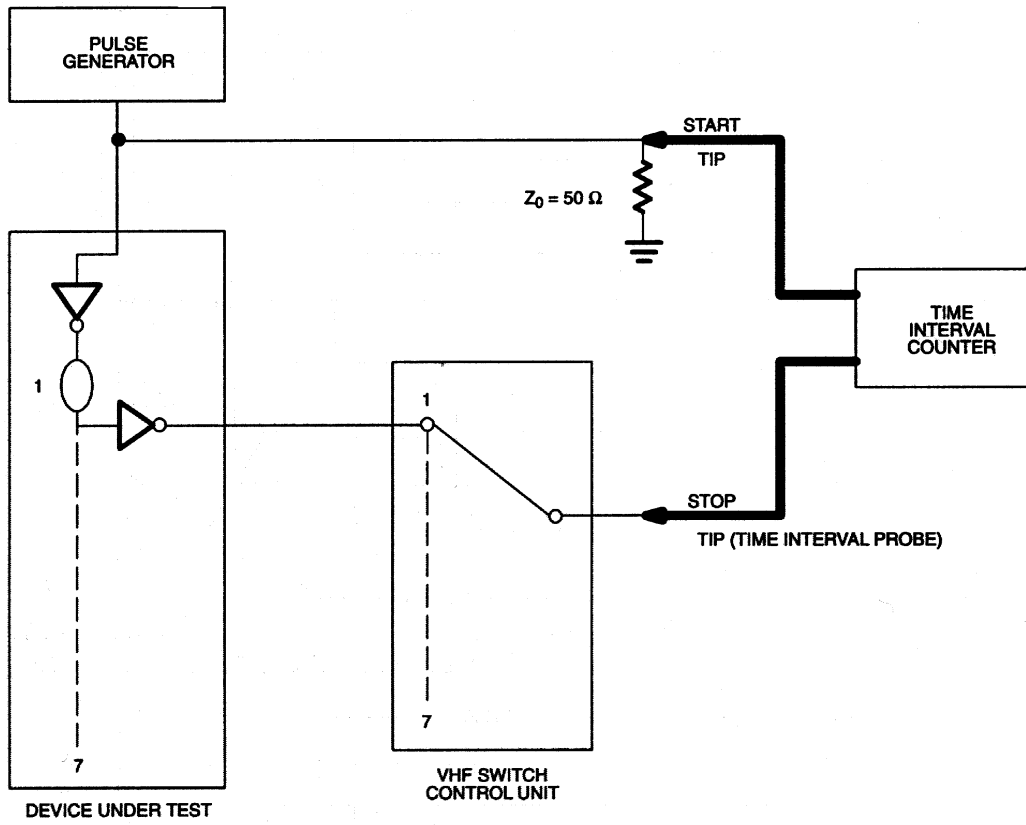 PULSE
GENERATOR
START
TIP
Z0 = 50 Ω
TIME
INTERVAL
COUNTER
1
1
STOP
TIP (TIME INTERVAL PROBE)
7
7
VHF SWITCH
CONTROL UNIT
DEVICE UNDER TEST